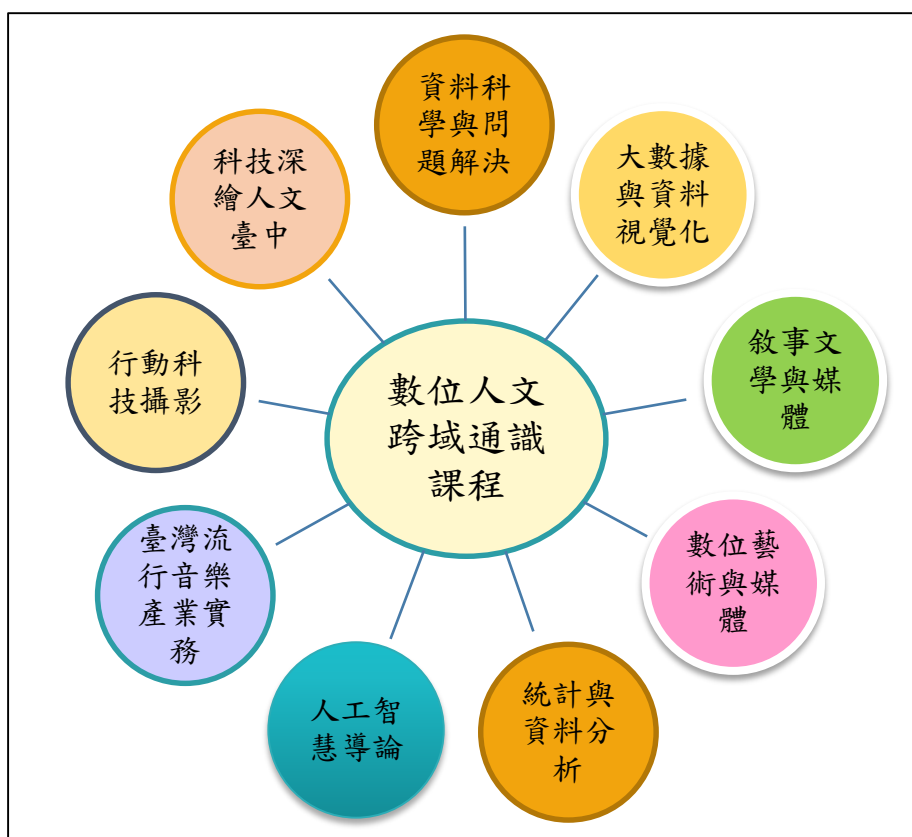 資料科
學與問
題解決
大數據
與資料
視覺化
敘事文
學與媒
體
數位藝
術與媒
體
統計與
資料分
析
人工智
慧導論
臺灣流
行音樂
產業實
務
行動科
技攝影
科技深
繪人文
臺中
數位人文
跨域通識
課程